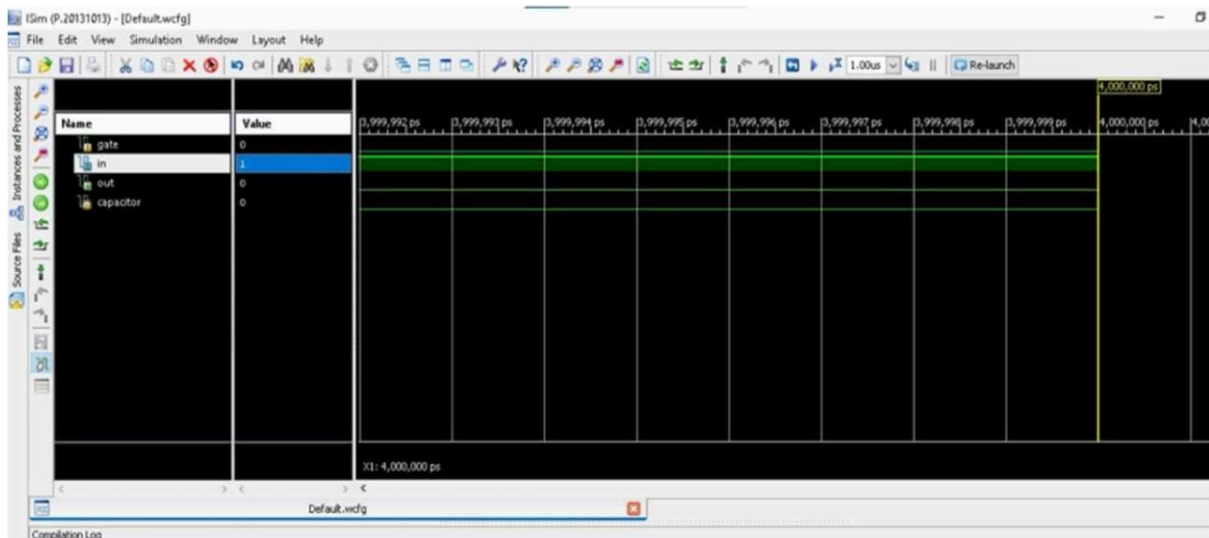 ISim (P.20131013) - [Default.wcfg]
File Edit View Simulation Window Layout Help
1.00us Re-launch
4,000,000 ps
Name Value
3,999,992 ps 3,999,993 ps 3,999,994 ps 3,999,995 ps 3,999,996 ps 3,999,997 ps 3,999,998 ps 3,999,999 ps 4,000,000 ps 4,00
gate 0
in 1
out 0
capacitor 0
Instances and Processes
Source Files
X1: 4,000,000 ps
Default.wcfg
Compilation Log